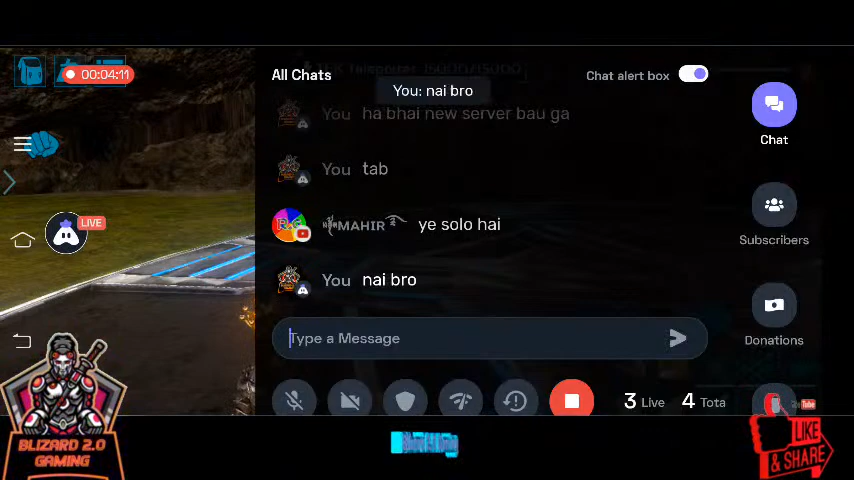 00:04:11
All Chats
Chat alert box
You: nai bro
You ha bhai new server bau ga
Chat
You tab
LIVE
MAHIR ye solo hai
Subscribers
You nai bro
Type a Message
Donations
3 Live 4 Tota
BLIZARD 2.0
GAMING
LIKE
& SHARE